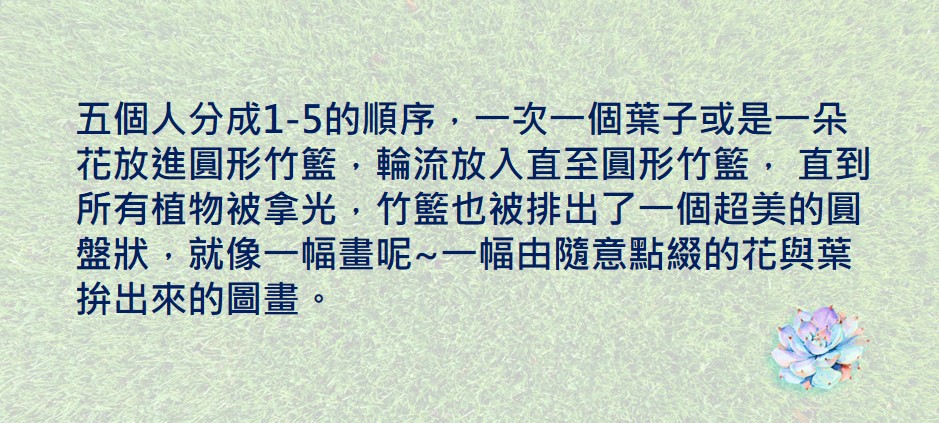 五個人分成1-5的順序，一次一個葉子或是一朵
花放進圓形竹籃，輪流放入直至圓形竹籃， 直到
所有植物被拿光，竹籃也被排出了一個超美的圓
盤狀，就像一幅畫呢~一幅由隨意點綴的花與葉
拚出來的圖畫。